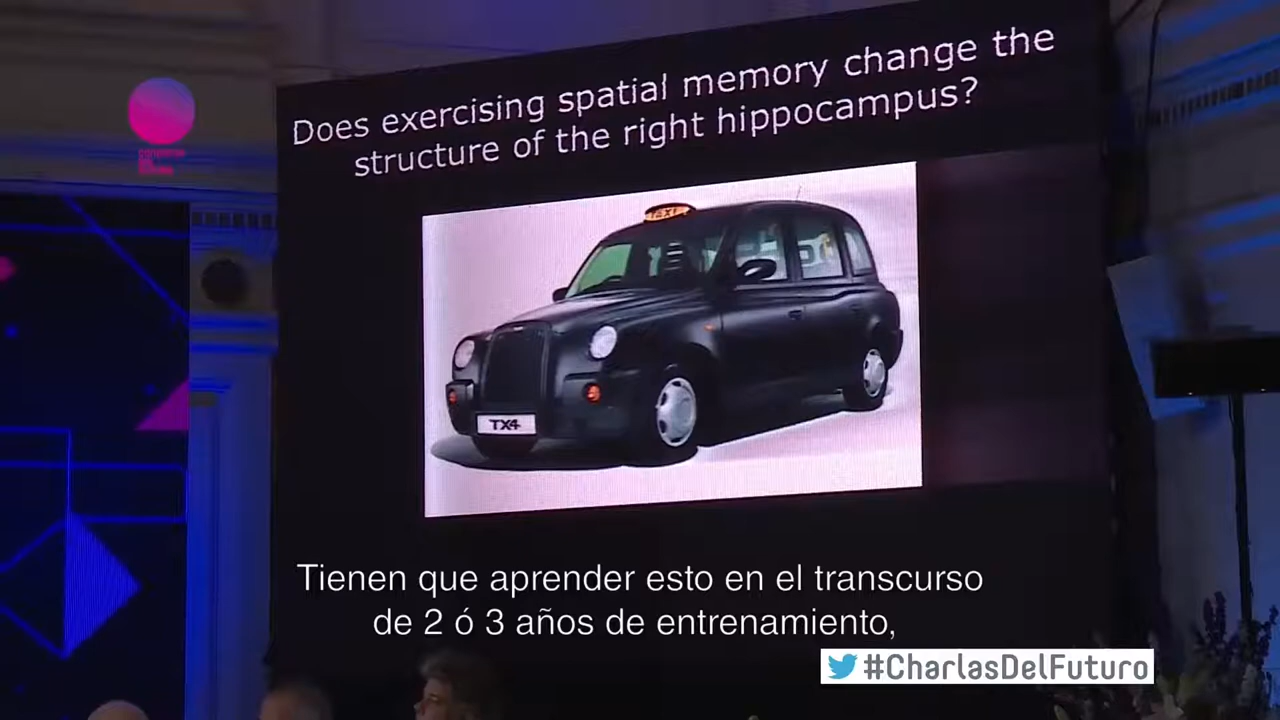 Does exercising spatial memory change the
structure of the right hippocampus?
TAXI
TX4
Tienen que aprender esto en el transcurso
de 2 ó 3 años de entrenamiento,
#CharlasDelFuturo